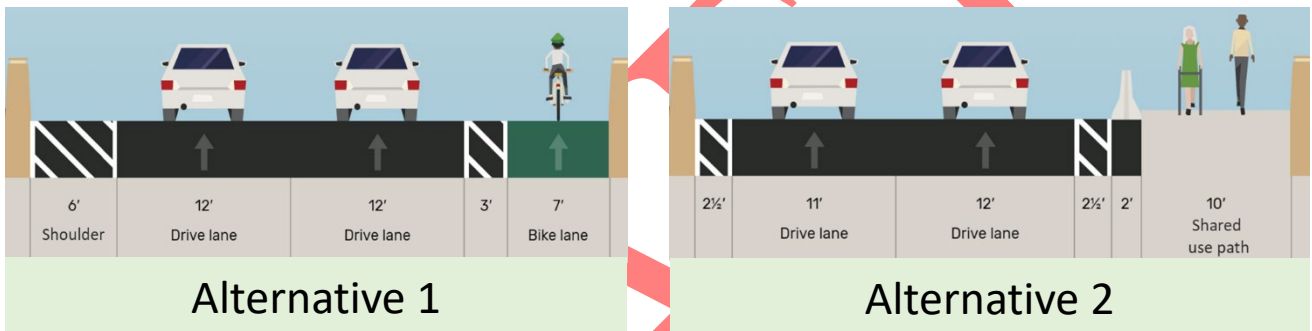 6’ 12’ 12’ 3’ 7’
Shoulder Drive lane Drive lane Bike lane
Alternative 1
2½’ 11’ 12’ 2½’ 2’ 10’
Drive lane Drive lane Shared
use path
Alternative 2